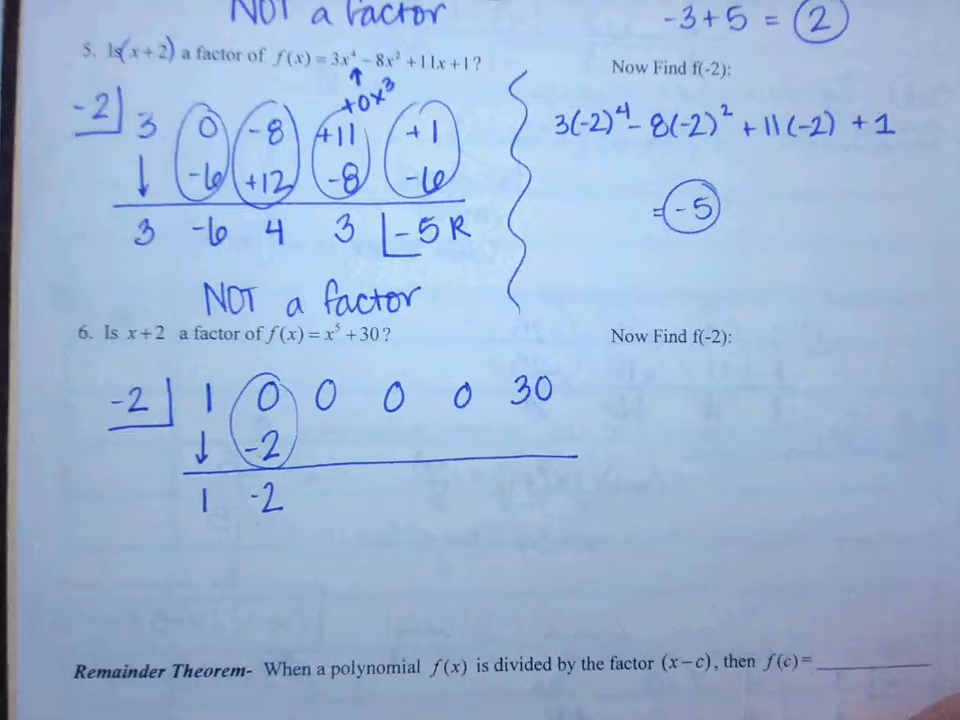 NOT a factor
-3+5 = 2
5. Is (x+2) a factor of f(x) = 3x⁴ − 8x² + 11x + 1?
Now Find f(-2):
+0x³
-2 3 0 -8 +11 +1
-6 +12 -8 -6
3 -6 4 3 -5 R
3(-2)⁴ - 8(-2)² + 11(-2) + 1
= -5
NOT a factor
6. Is x+2 a factor of f(x) = x⁵ + 30?
Now Find f(-2):
-2 1 0 0 0 0 30
-2
1 -2
Remainder Theorem- When a polynomial f(x) is divided by the factor (x−c), then f(c)= ____________